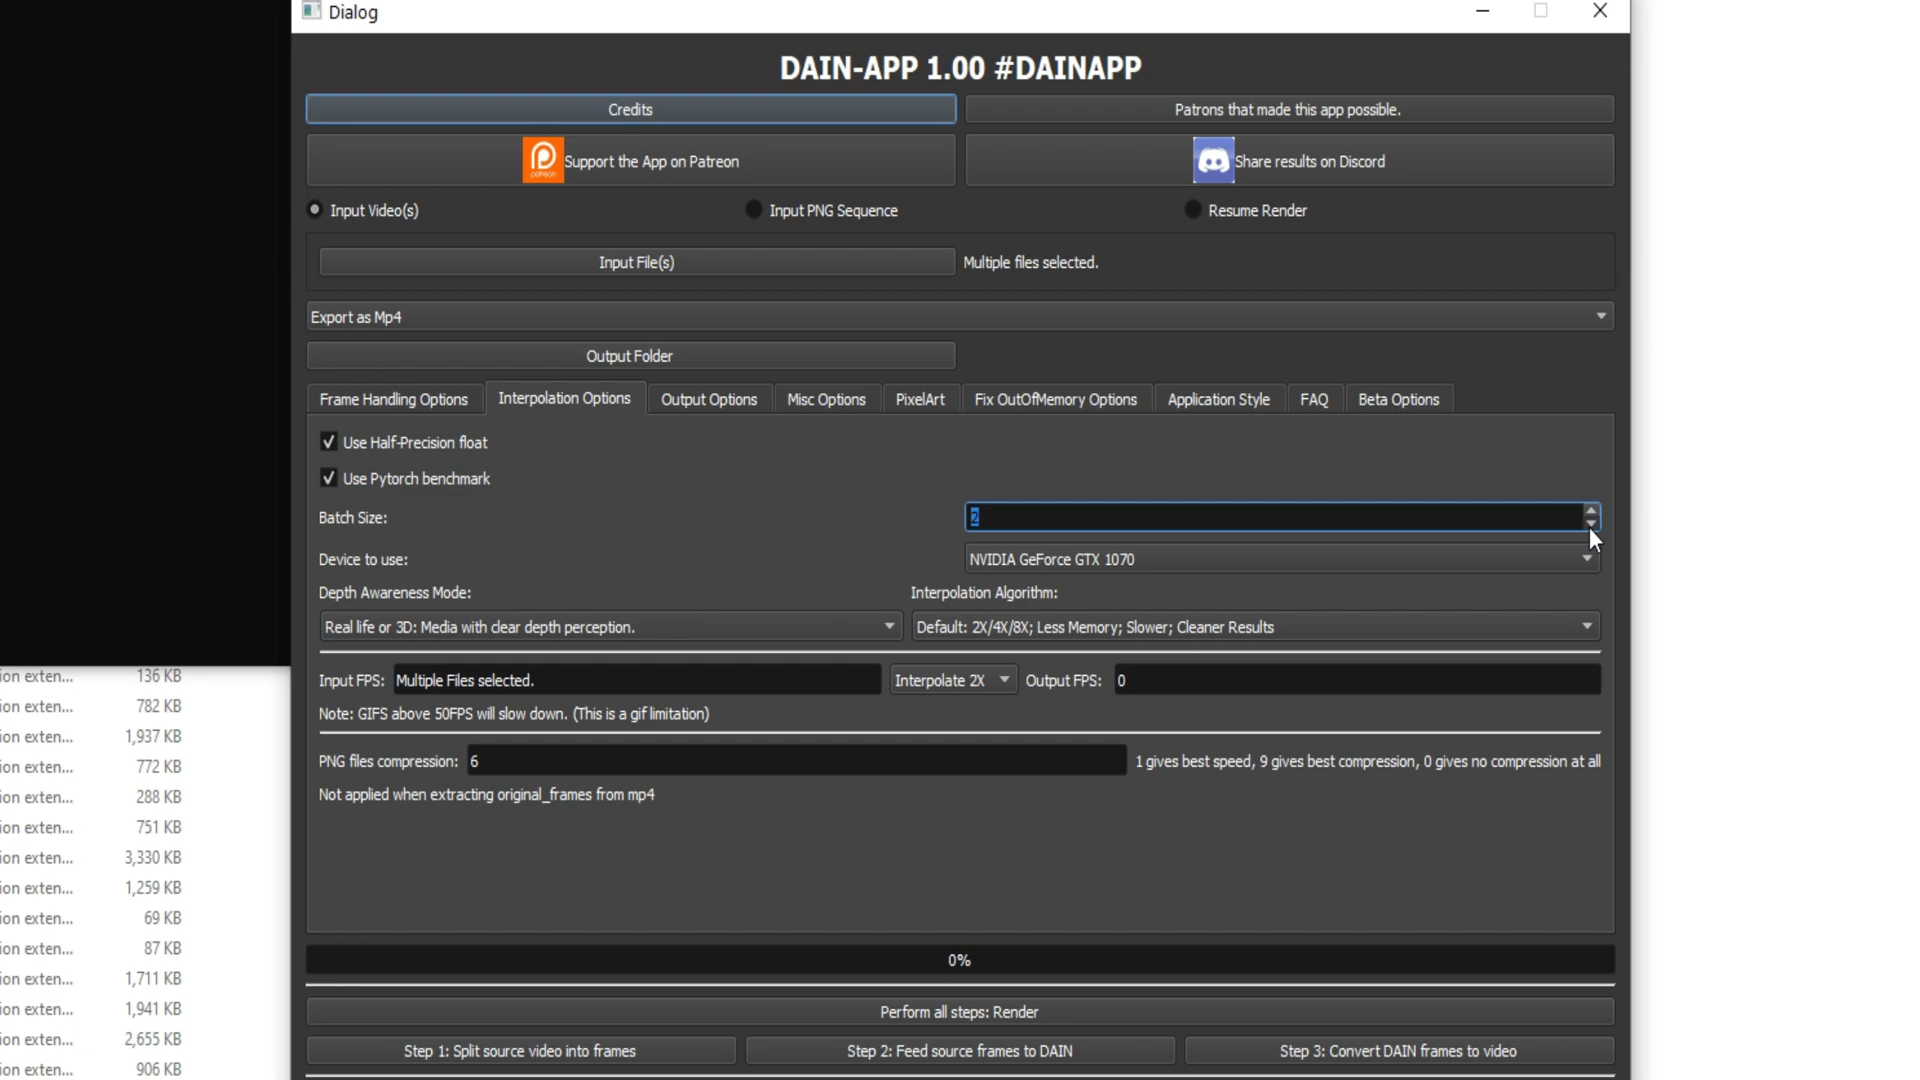 Dialog
DAIN-APP 1.00 #DAINAPP
Credits
Patrons that made this app possible.
patreon
Support the App on Patreon
Share results on Discord
Input Video(s)
Input PNG Sequence
Resume Render
Input File(s)
Multiple files selected.
Export as Mp4
Output Folder
Frame Handling Options
Interpolation Options
Output Options
Misc Options
PixelArt
Fix OutOfMemory Options
Application Style
FAQ
Beta Options
Use Half-Precision float
Use Pytorch benchmark
Batch Size:
2
Device to use:
NVIDIA GeForce GTX 1070
Depth Awareness Mode:
Interpolation Algorithm:
Real life or 3D: Media with clear depth perception.
Default: 2X/4X/8X; Less Memory; Slower; Cleaner Results
Input FPS:
Multiple Files selected.
Interpolate 2X
Output FPS:
0
Note: GIFS above 50FPS will slow down. (This is a gif limitation)
PNG files compression:
6
1 gives best speed, 9 gives best compression, 0 gives no compression at all
Not applied when extracting original_frames from mp4
0%
Perform all steps: Render
Step 1: Split source video into frames
Step 2: Feed source frames to DAIN
Step 3: Convert DAIN frames to video
ion exten... 136 KB
ion exten... 782 KB
ion exten... 1,937 KB
ion exten... 772 KB
ion exten... 288 KB
ion exten... 751 KB
ion exten... 3,330 KB
ion exten... 1,259 KB
ion exten... 69 KB
ion exten... 87 KB
ion exten... 1,711 KB
ion exten... 1,941 KB
ion exten... 2,655 KB
ion exten... 906 KB